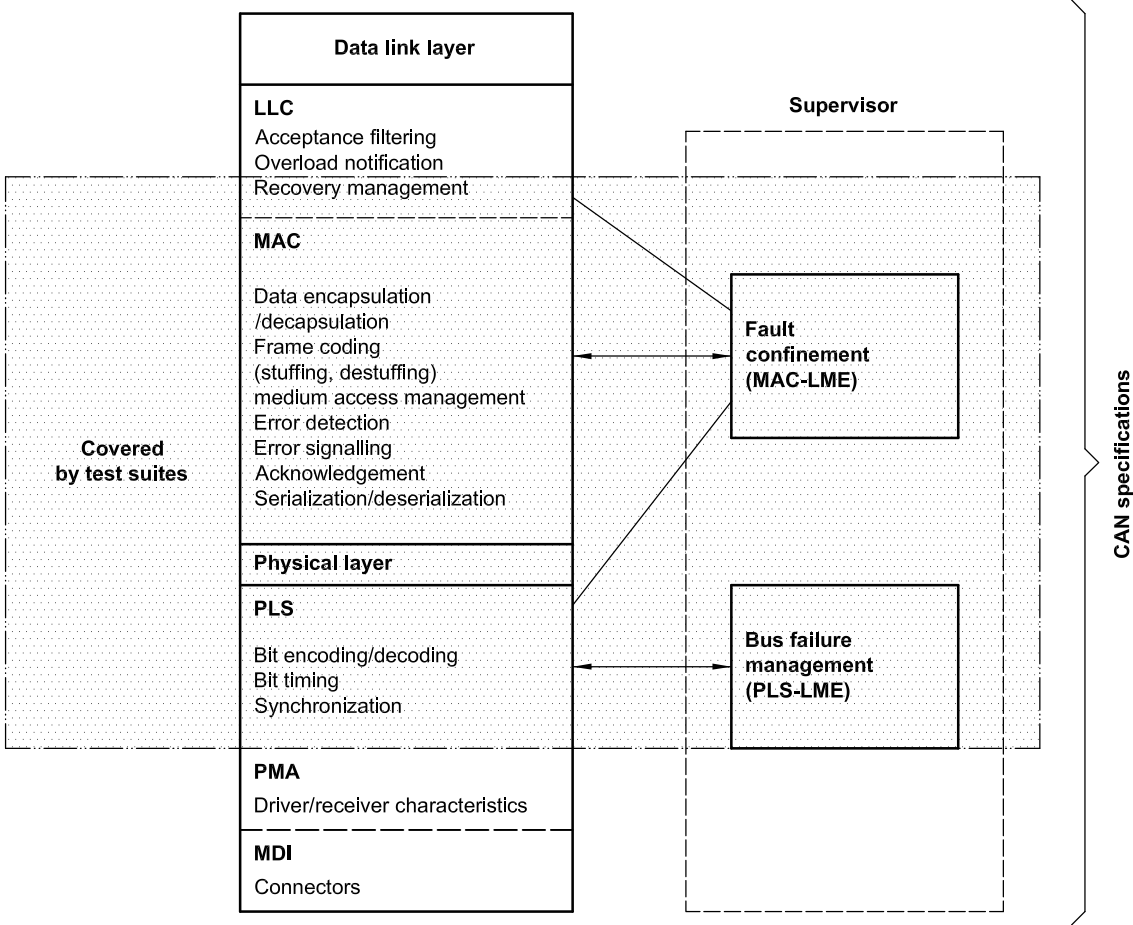 Data link layer
LLC
Acceptance filtering
Overload notification
Recovery management
MAC
Data encapsulation
/decapsulation
Frame coding
(stuffing, destuffing)
medium access management
Error detection
Error signalling
Acknowledgement
Serialization/deserialization
Physical layer
PLS
Bit encoding/decoding
Bit timing
Synchronization
PMA
Driver/receiver characteristics
MDI
Connectors
Covered
by test suites
Supervisor
Fault
confinement
(MAC-LME)
Bus failure
management
(PLS-LME)
CAN specifications